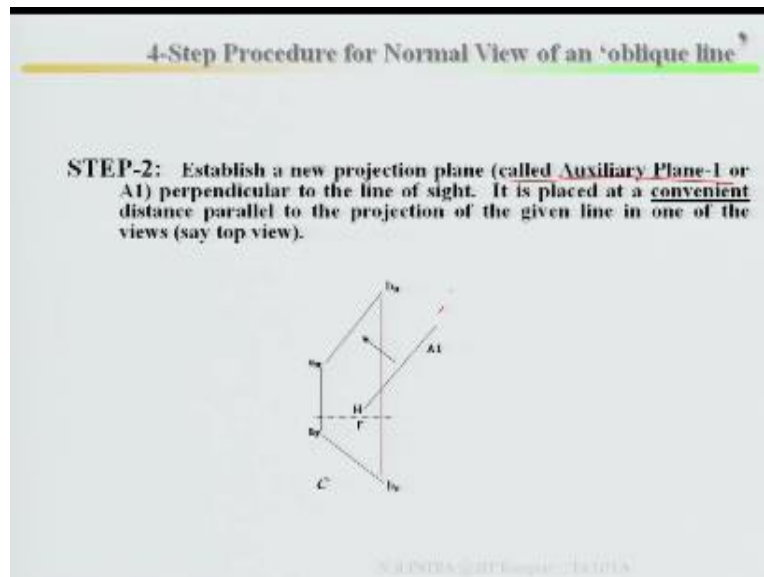 4-Step Procedure for Normal View of an ‘oblique line’
STEP-2: Establish a new projection plane (called Auxiliary Plane-1 or
A1) perpendicular to the line of sight. It is placed at a convenient
distance parallel to the projection of the given line in one of the
views (say top view).
A1
H
F
C